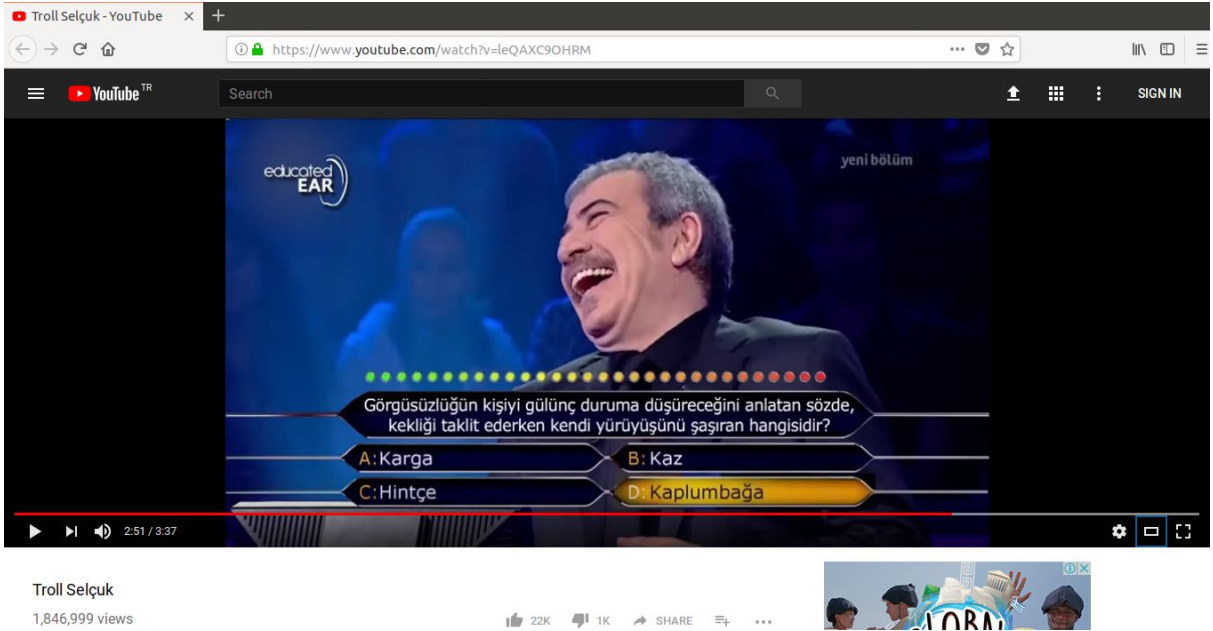 Troll Selçuk - YouTube
https://www.youtube.com/watch?v=leQAXC9OHRM
YouTube TR
Search
SIGN IN
educated
EAR
yeni bölüm
Görgüsüzlüğün kişiyi gülünç duruma düşüreceğini anlatan sözde,
kekliği taklit ederken kendi yürüyüşünü şaşıran hangisidir?
A:Karga
B:Kaz
C:Hintçe
D:Kaplumbağa
2:51 / 3:37
Troll Selçuk
1,846,999 views
22K
1K
SHARE